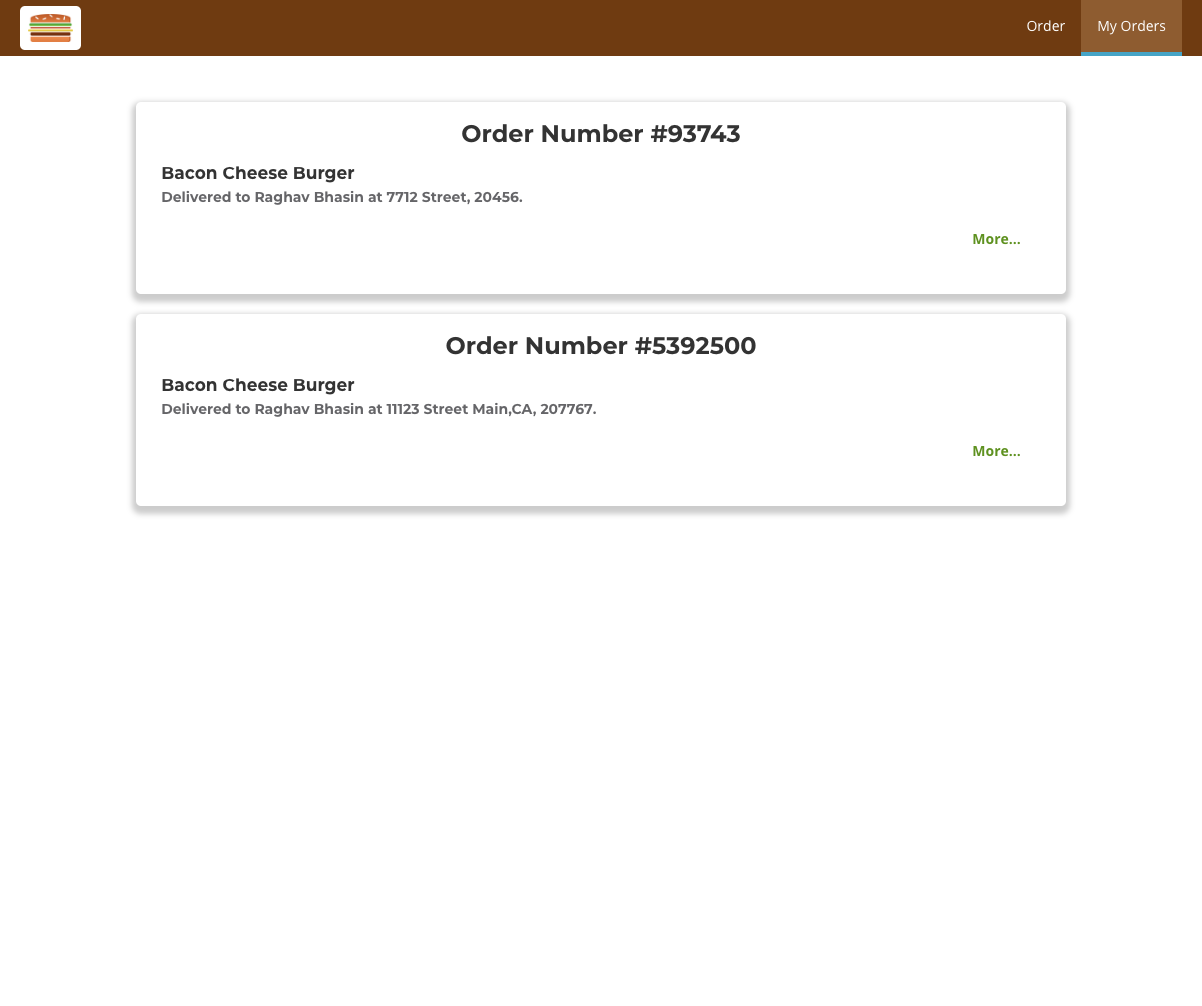 Order
My Orders
Order Number #93743
Bacon Cheese Burger
Delivered to Raghav Bhasin at 7712 Street, 20456.
More...
Order Number #5392500
Bacon Cheese Burger
Delivered to Raghav Bhasin at 11123 Street Main,CA, 207767.
More...